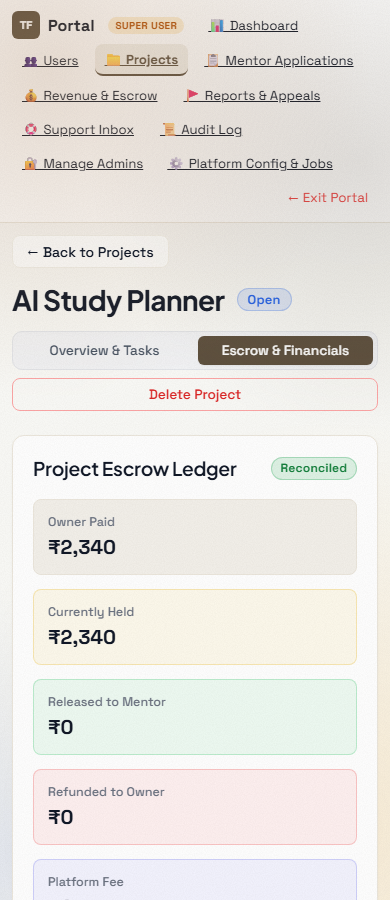 TF Portal SUPER USER 📊 Dashboard
👥 Users 📁 Projects 📋 Mentor Applications
💰 Revenue & Escrow 🚩 Reports & Appeals
🛟 Support Inbox 📜 Audit Log
🔐 Manage Admins ⚙️ Platform Config & Jobs
← Exit Portal
← Back to Projects
AI Study Planner Open
Overview & Tasks Escrow & Financials
Delete Project
Project Escrow Ledger Reconciled
Owner Paid
₹2,340
Currently Held
₹2,340
Released to Mentor
₹0
Refunded to Owner
₹0
Platform Fee